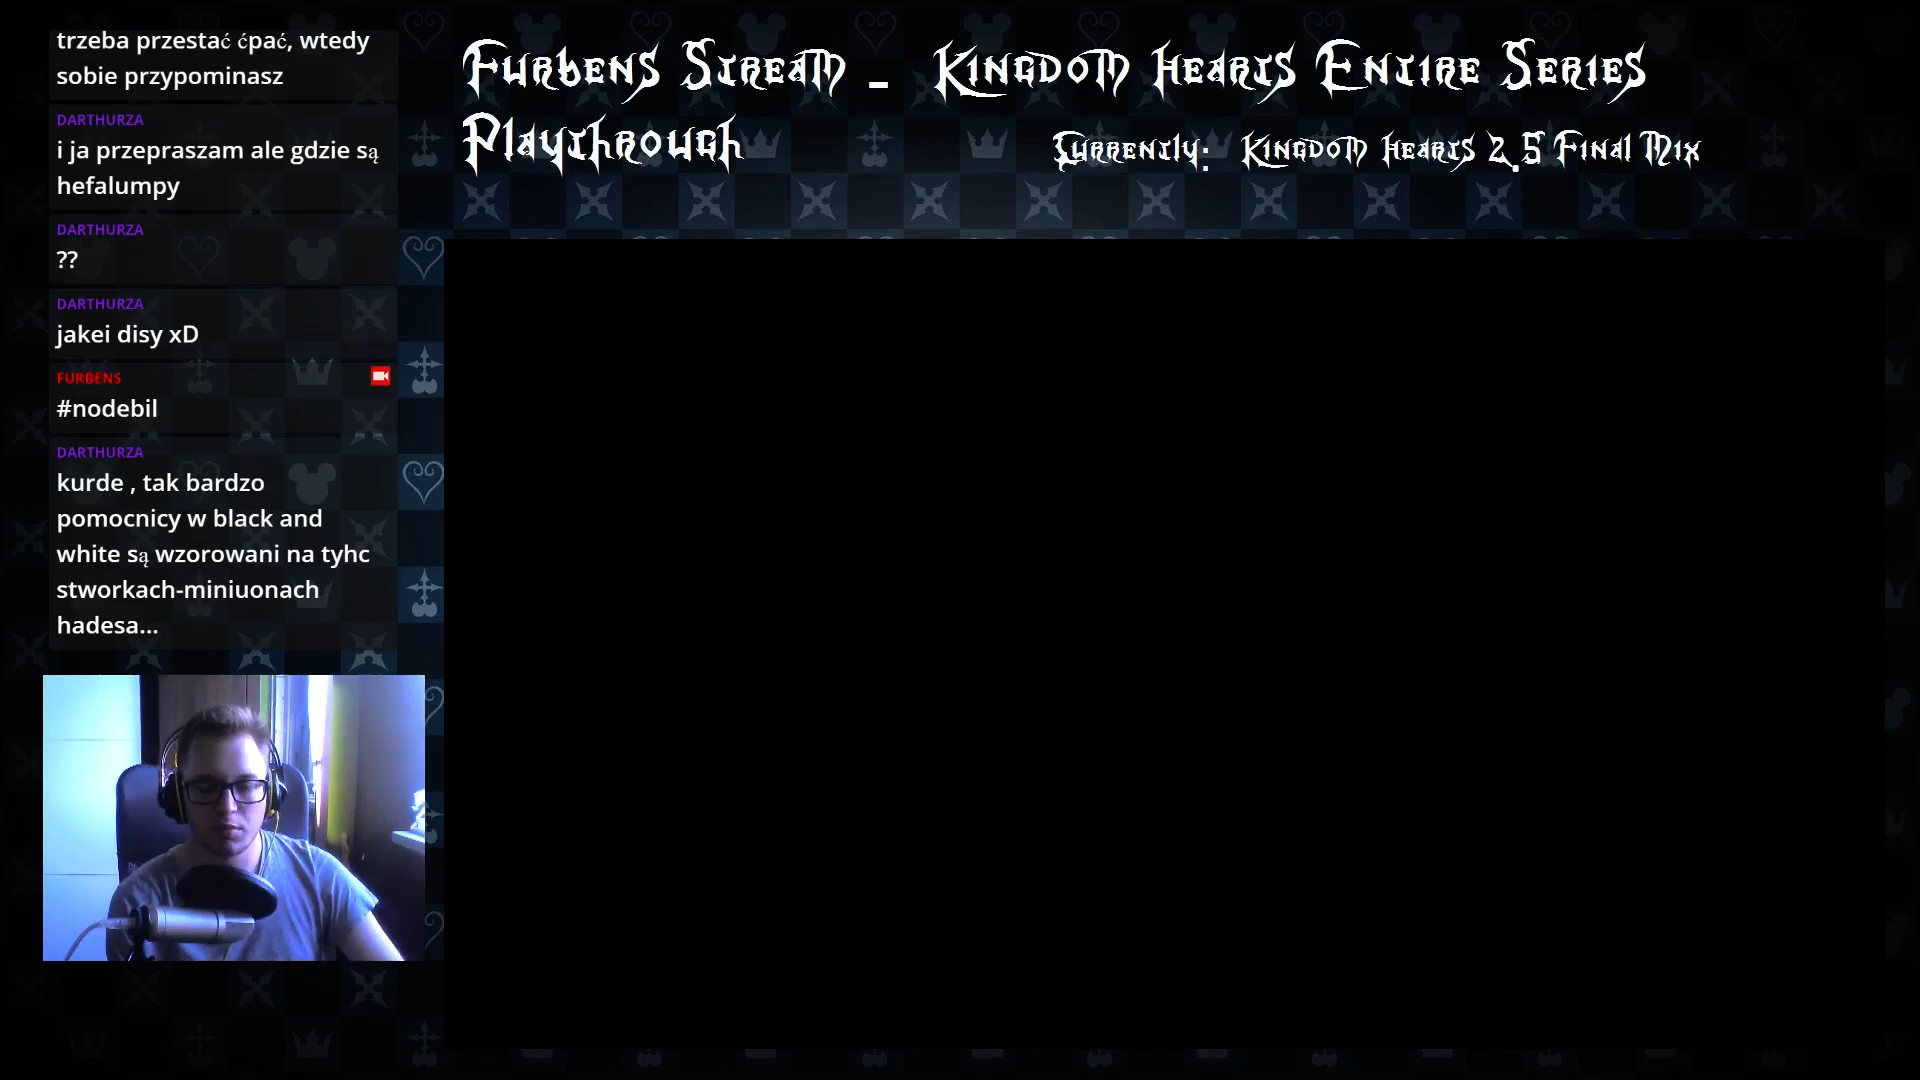 trzeba przestać ćpać, wtedy
sobie przypominasz
DARTHURZA
i ja przepraszam ale gdzie są
hefalumpy
DARTHURZA
??
DARTHURZA
jakei disy xD
FURBENS
#nodebil
DARTHURZA
kurde , tak bardzo
pomocnicy w black and
white są wzorowani na tyhc
stworkach-miniuonach
hadesa...
Furbens Stream - Kingdom Hearts Entire Series
Playthrough
Currently: Kingdom Hearts 2.5 Final Mix